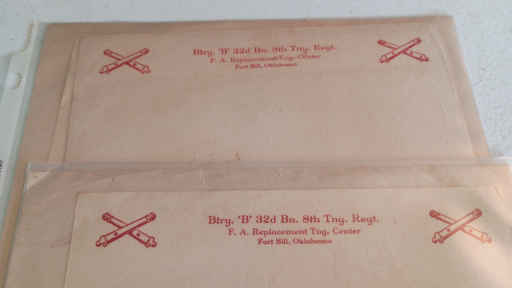 Btry. 'B' 32d Bn. 8th Tng. Regt.
F. A. Replacement Tng. Center
Fort Sill, Oklahoma
Btry. 'B' 32d Bn. 8th Tng. Regt.
F. A. Replacement Tng. Center
Fort Sill, Oklahoma